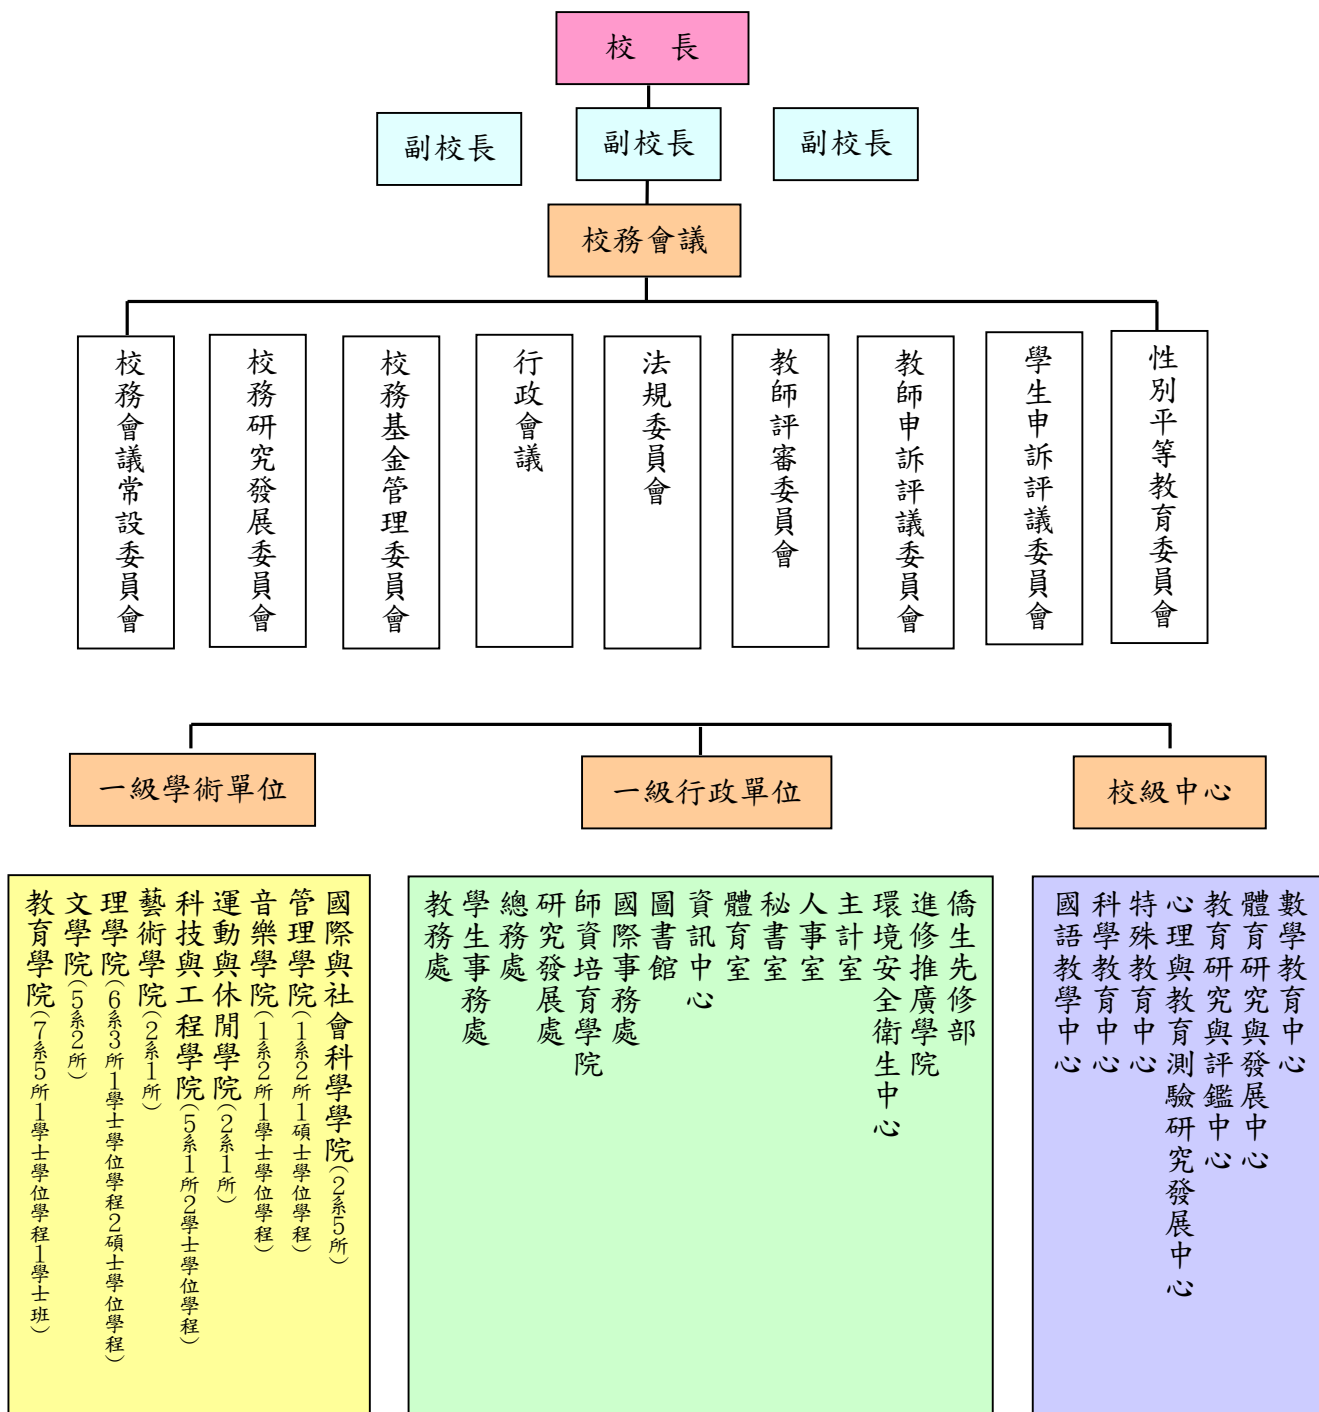 校 長
副校長
副校長
副校長
校務會議
校務會議常設委員會
校務研究發展委員會
校務基金管理委員會
行政會議
法規委員會
教師評審委員會
教師申訴評議委員會
學生申訴評議委員會
性別平等教育委員會
一級學術單位
一級行政單位
校級中心
教育學院(7系5所1學士學位學程1學士班)
文學院(5系2所)
理學院(6系3所1學士學位學程2碩士學位學程)
藝術學院(2系1所)
科技與工程學院(5系1所2學士學位學程)
運動與休閒學院(2系1所)
音樂學院(1系2所1學士學位學程)
管理學院(1系2所1碩士學位學程)
國際與社會科學學院(2系5所)
教務處
學生事務處
總務處
研究發展處
師資培育學院
國際事務處
圖書館
資訊中心
體育室
秘書室
人事室
主計室
環境安全衛生中心
進修推廣學院
僑生先修部
國語教學中心
科學教育中心
特殊教育中心
心理與教育測驗研究發展中心
教育研究與評鑑中心
體育研究與發展中心
數學教育中心